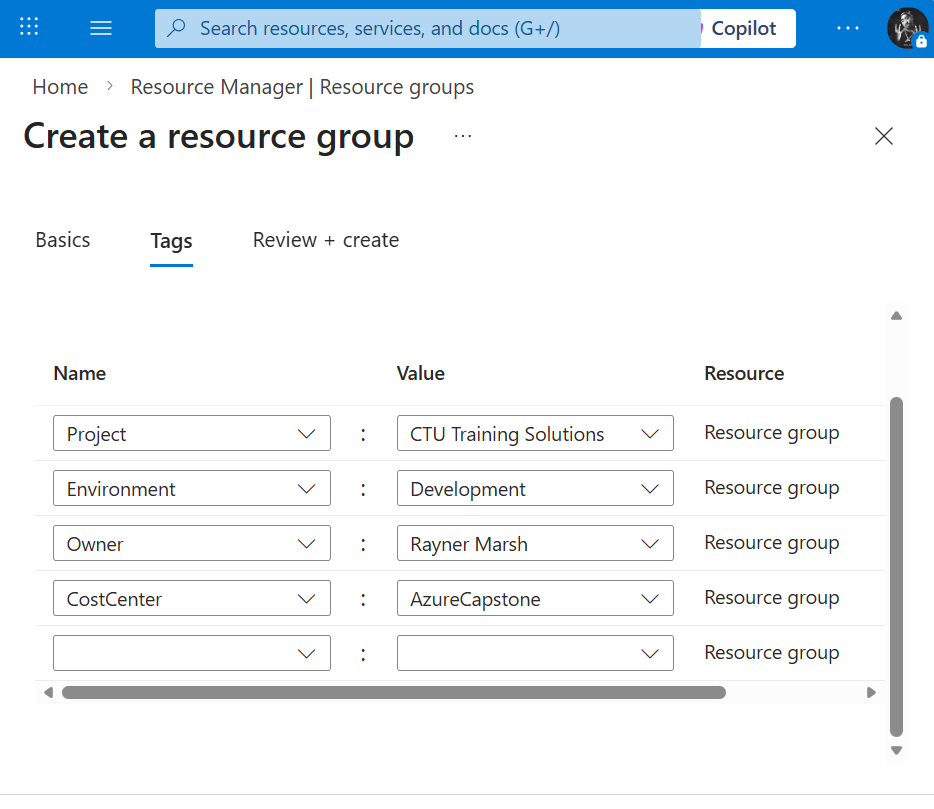 Search resources, services, and docs (G+/) Copilot
Home > Resource Manager | Resource groups
Create a resource group ...
Basics Tags Review + create
Name Value Resource
Project : CTU Training Solutions Resource group
Environment : Development Resource group
Owner : Rayner Marsh Resource group
CostCenter : AzureCapstone Resource group
: Resource group